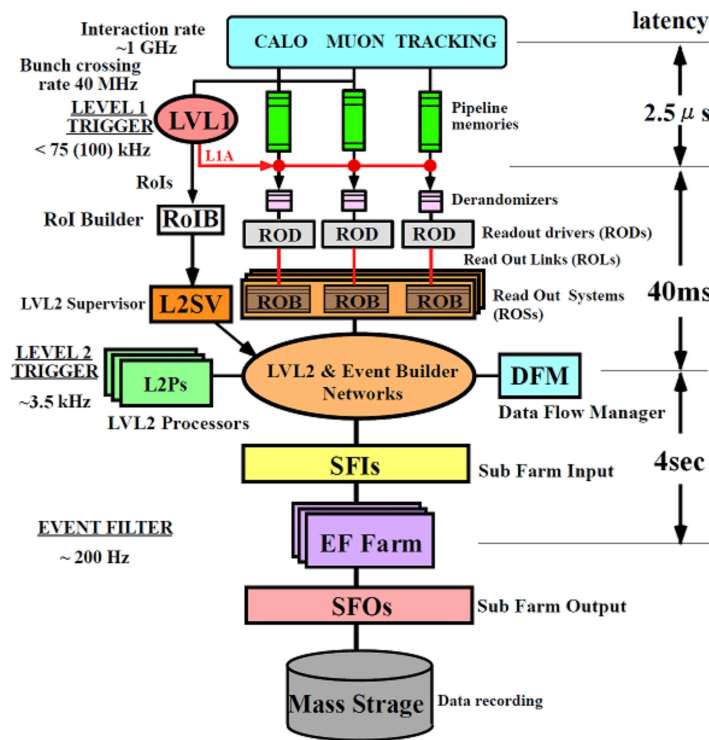 latency
Interaction rate
~1 GHz
CALO MUON TRACKING
Bunch crossing
rate 40 MHz
LEVEL 1
TRIGGER
LVL1
Pipeline
memories
2.5 μ s
< 75 (100) kHz
L1A
RoIs
Derandomizers
RoI Builder
RoIB
ROD
ROD
ROD
Readout drivers (RODs)
Read Out Links (ROLs)
LVL2 Supervisor
L2SV
ROB
ROB
ROB
Read Out Systems
(ROSs)
40ms
LEVEL 2
TRIGGER
L2Ps
LVL2 & Event Builder
Networks
DFM
~3.5 kHz
LVL2 Processors
Data Flow Manager
SFIs
Sub Farm Input
4sec
EVENT FILTER
~ 200 Hz
EF Farm
SFOs
Sub Farm Output
Mass Strage
Data recording